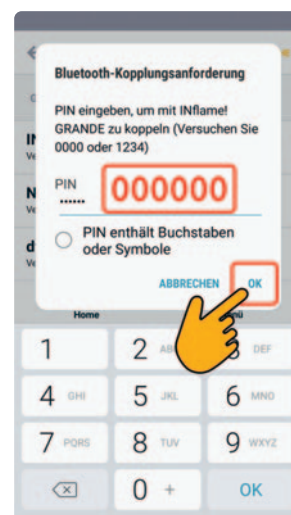 Bluetooth-Kopplungsanforderung
PIN eingeben, um mit INflame!
GRANDE zu koppeln (Versuchen Sie
0000 oder 1234)
PIN
······
000000
PIN enthält Buchstaben
oder Symbole
ABBRECHEN OK
Home
1 2 3 DEF
4 GHI 5 JKL 6 MNO
7 PQRS 8 TUV 9 WXYZ
0 + OK